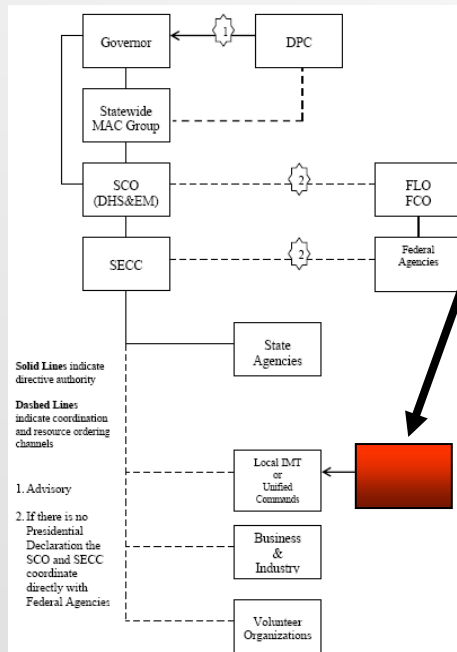 Governor
1
DPC
Statewide
MAC Group
SCO
(DHS&EM)
2
FLO
FCO
SECC
2
Federal
Agencies
State
Agencies
Solid Lines indicate
directive authority
Dashed Lines
indicate coordination
and resource ordering
channels
Local IMT
or
Unified
Commands
1. Advisory
2. If there is no
Presidential
Declaration the
SCO and SECC
coordinate
directly with
Federal Agencies
Business
&
Industry
Volunteer
Organizations